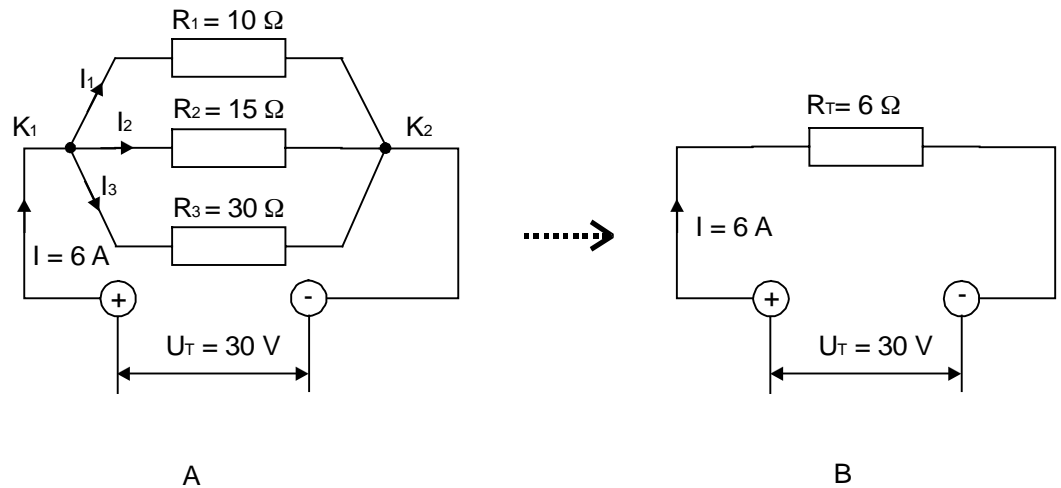 R1 = 10 Ω
I1
R2 = 15 Ω
K1
I2
K2
I3
R3 = 30 Ω
I = 6 A
+
-
UT = 30 V
A
RT= 6 Ω
I = 6 A
+
-
UT = 30 V
B